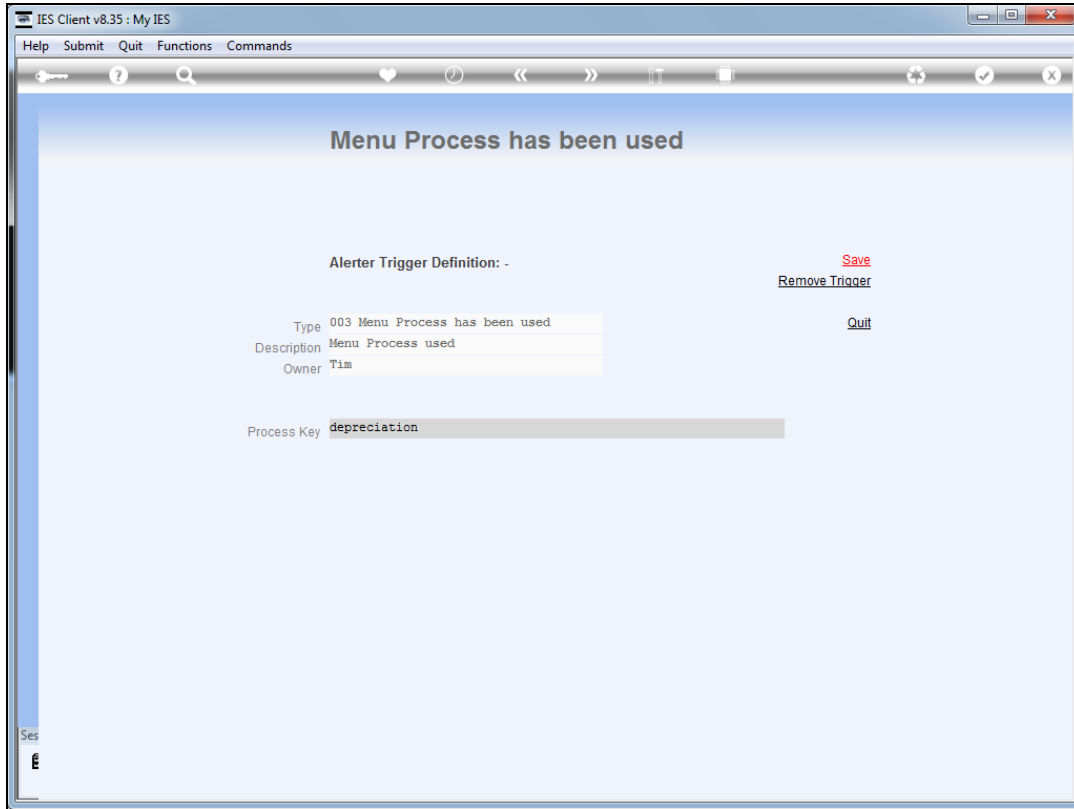 IES Client v8.35 : My IES
Help Submit Quit Functions Commands
Menu Process has been used
Alerter Trigger Definition: -
Save
Remove Trigger
Type 003 Menu Process has been used
Quit
Description Menu Process used
Owner Tim
Process Key depreciation
Ses